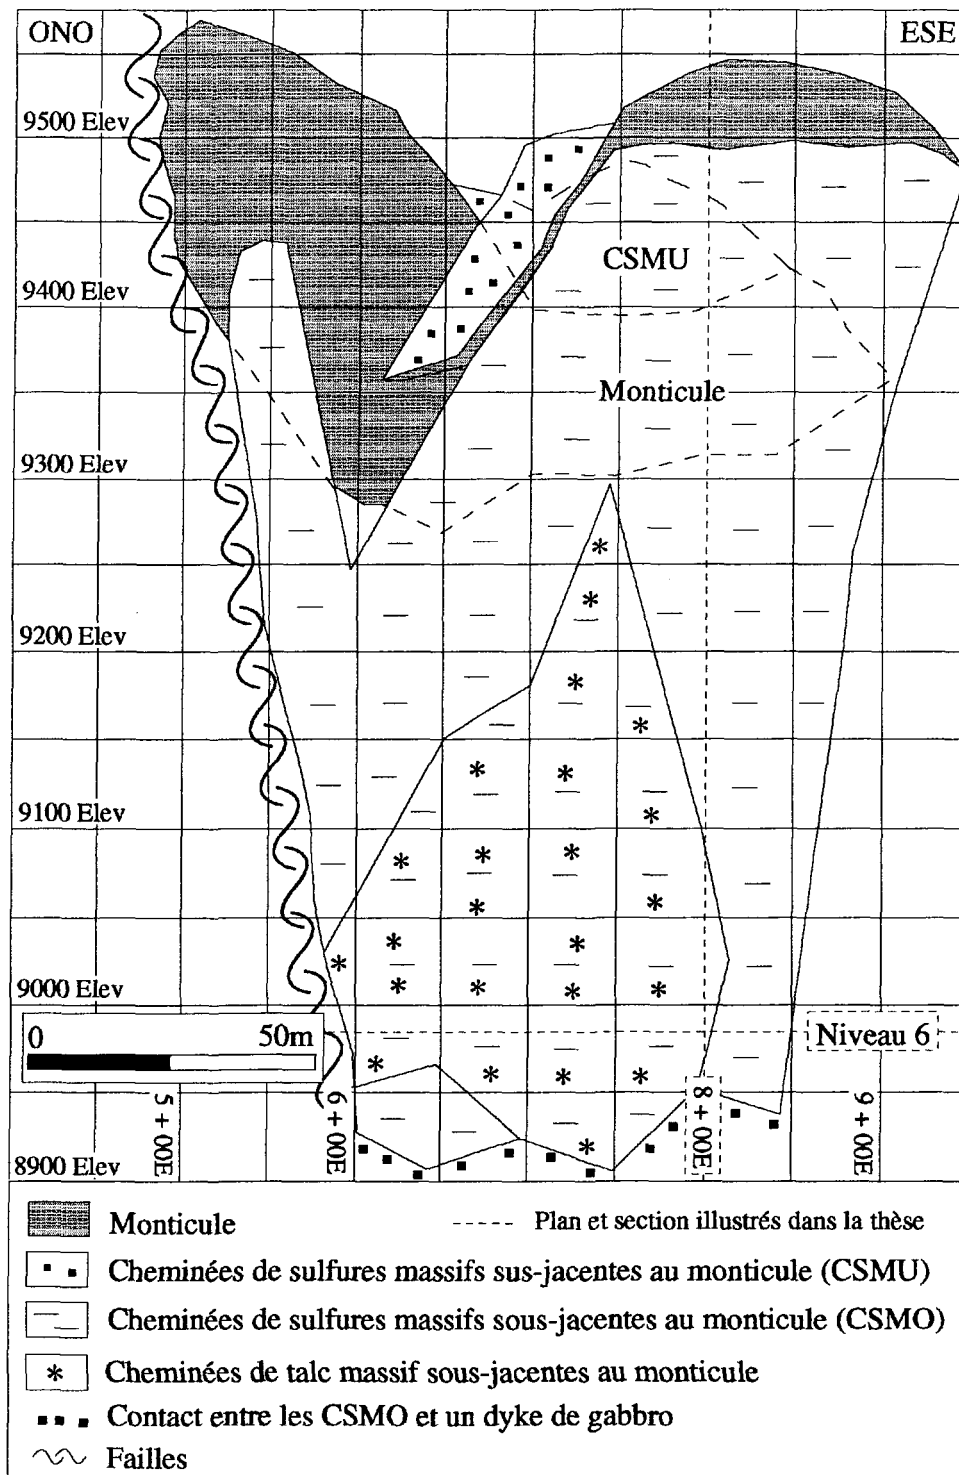 ONO
ESE
9500 Elev
CSMU
9400 Elev
Monticule
9300 Elev
9200 Elev
9100 Elev
9000 Elev
0 50m
Niveau 6
5 + 00E
6 + 00E
8 + 00E
9 + 00E
8900 Elev
Monticule
Plan et section illustrés dans la thèse
Cheminées de sulfures massifs sus-jacentes au monticule (CSMU)
Cheminées de sulfures massifs sous-jacentes au monticule (CSMO)
Cheminées de talc massif sous-jacentes au monticule
Contact entre les CSMO et un dyke de gabbro
Failles